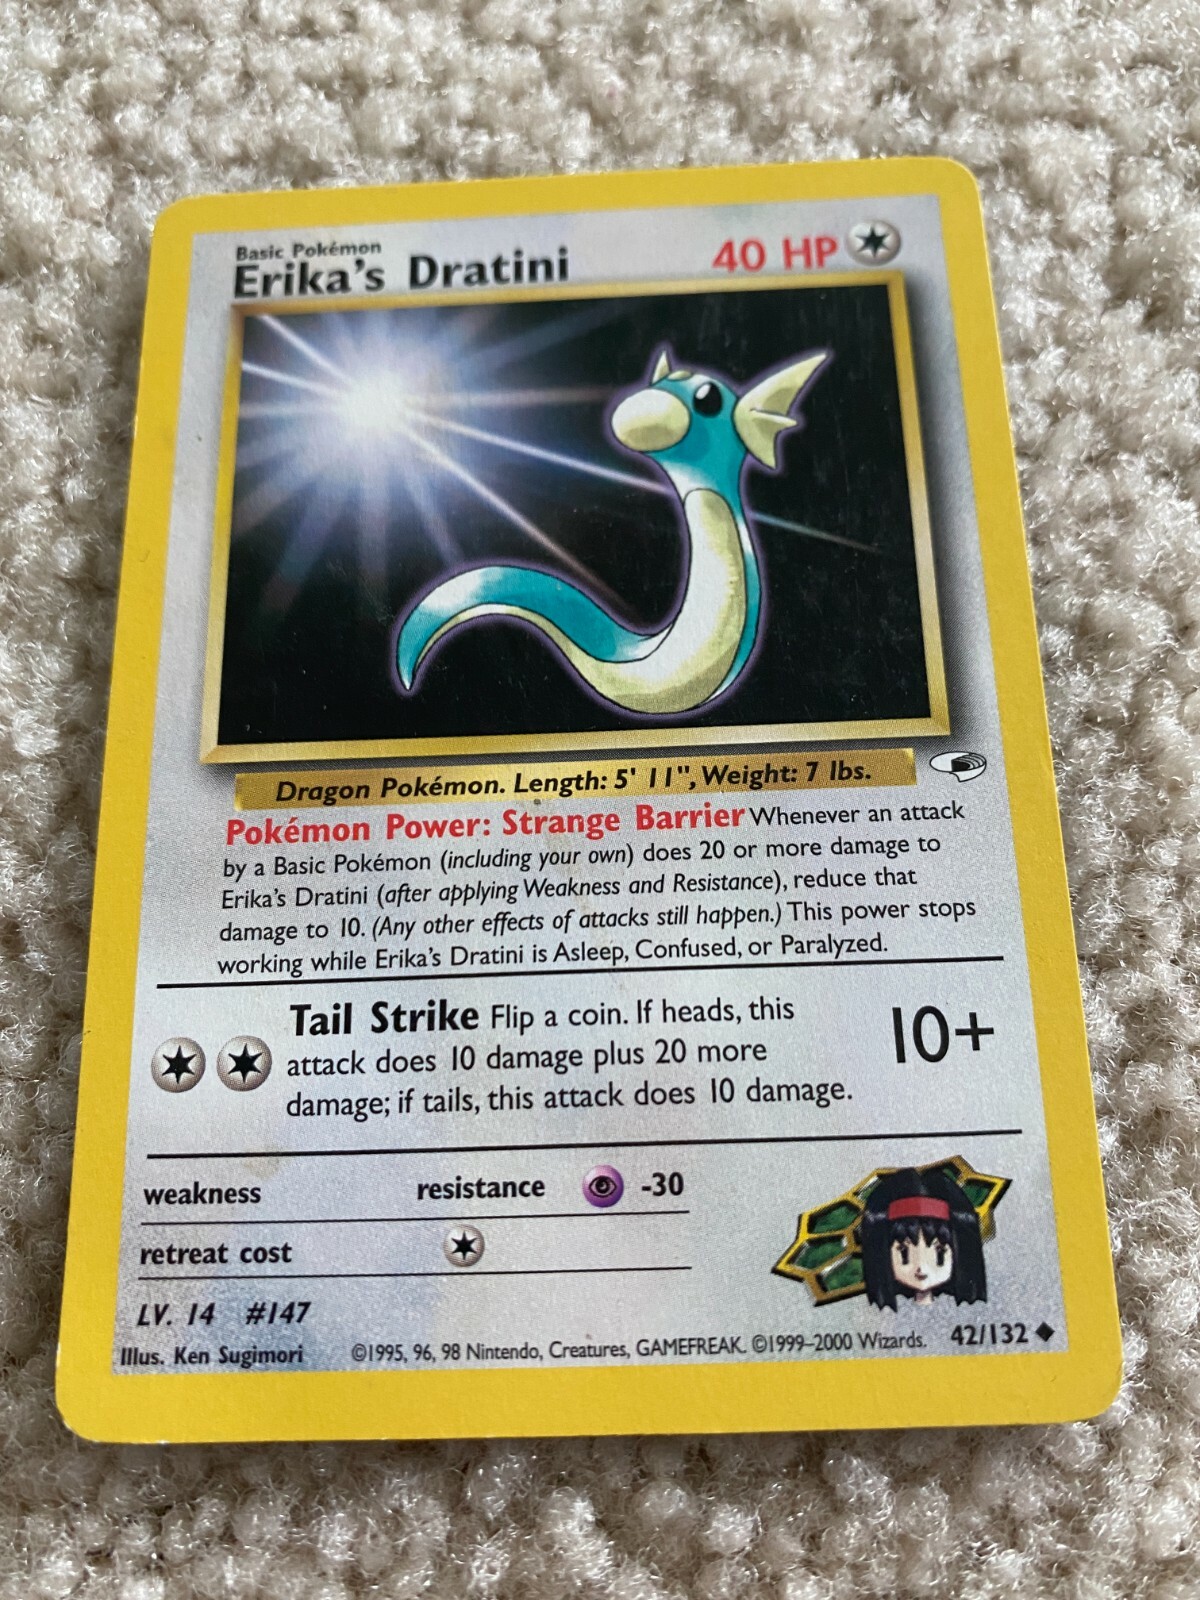 Basic Pokémon
Erika's Dratini
40 HP
Dragon Pokémon. Length: 5' 11", Weight: 7 lbs.
Pokémon Power: Strange Barrier Whenever an attack
by a Basic Pokémon (including your own) does 20 or more damage to
Erika's Dratini (after applying Weakness and Resistance), reduce that
damage to 10. (Any other effects of attacks still happen.) This power stops
working while Erika's Dratini is Asleep, Confused, or Paralyzed.
Tail Strike Flip a coin. If heads, this
attack does 10 damage plus 20 more
damage; if tails, this attack does 10 damage.
10+
weakness
resistance
-30
retreat cost
LV. 14 #147
Illus. Ken Sugimori
©1995, 96, 98 Nintendo, Creatures, GAMEFREAK. ©1999–2000 Wizards.
42/132